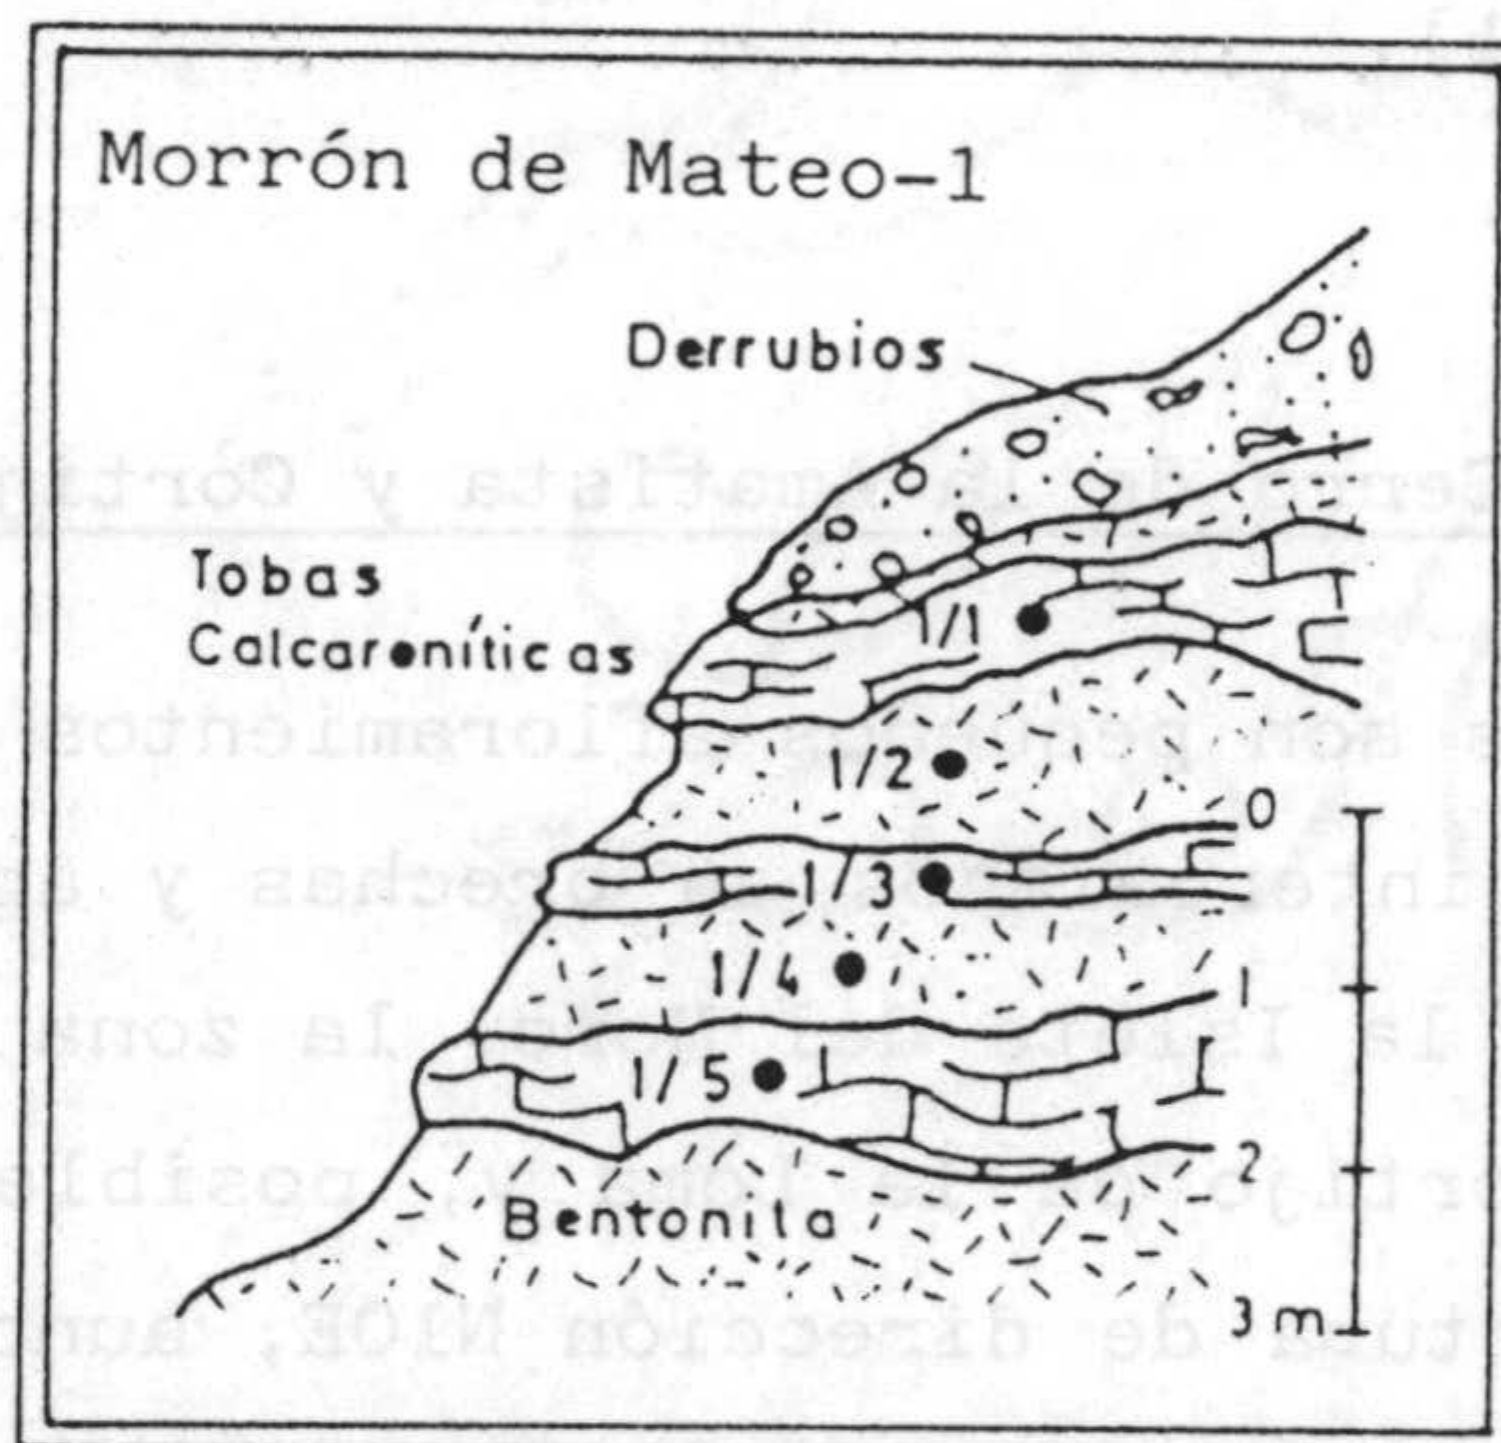 Morrón de Mateo-1
Derrubios
Tobas
Calcareníticas
1/1
1/2
0
1/3
1/4
1
1/5
2
Bentonita
3 m